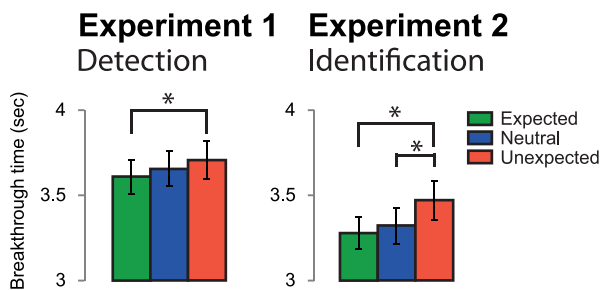 Experiment 1
Detection
Experiment 2
Identification
Breakthrough time (sec)
4
3.5
3
*
4
3.5
3
*
*
Expected
Neutral
Unexpected